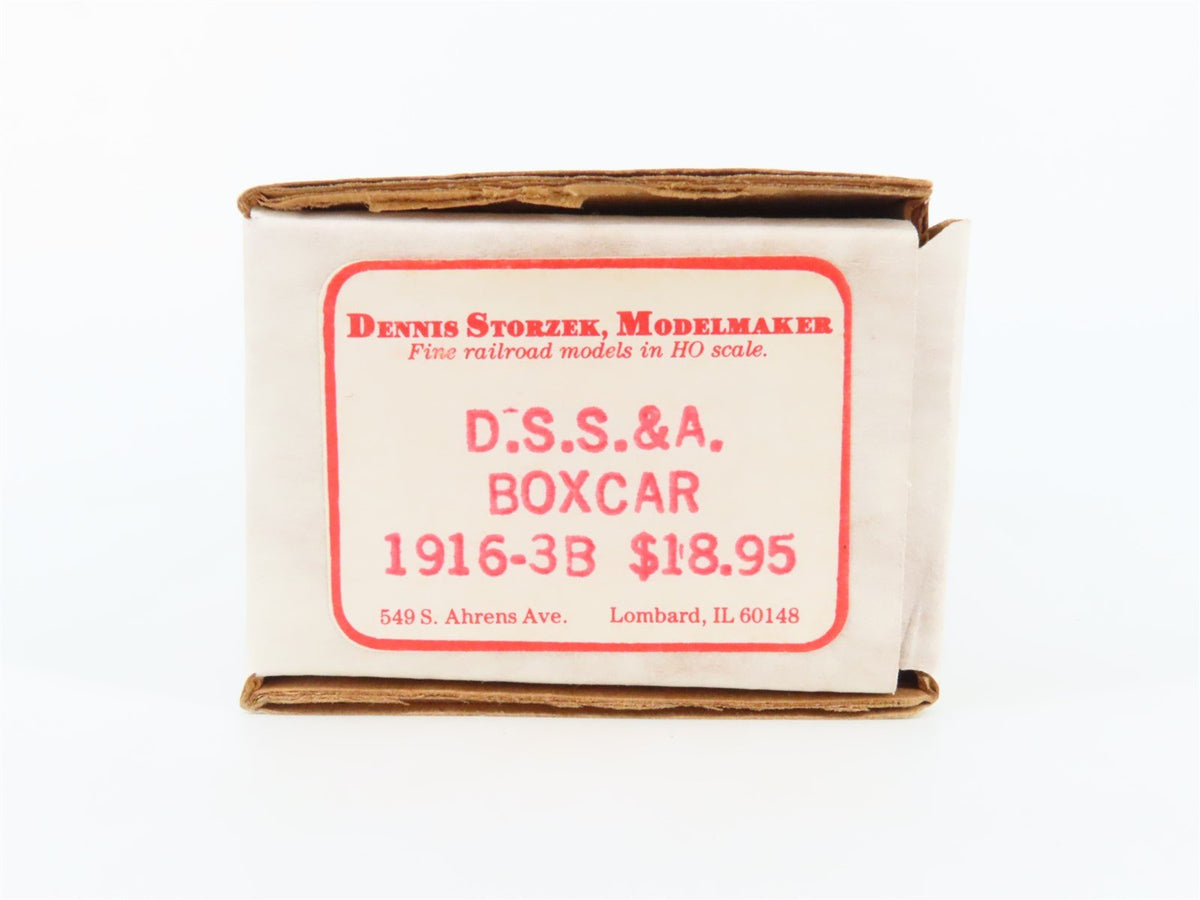 DENNIS STORZEK, MODELMAKER
Fine railroad models in HO scale.
D.S.S.&A.
BOXCAR
1916-3B $18.95
549 S. Ahrens Ave. Lombard, IL 60148